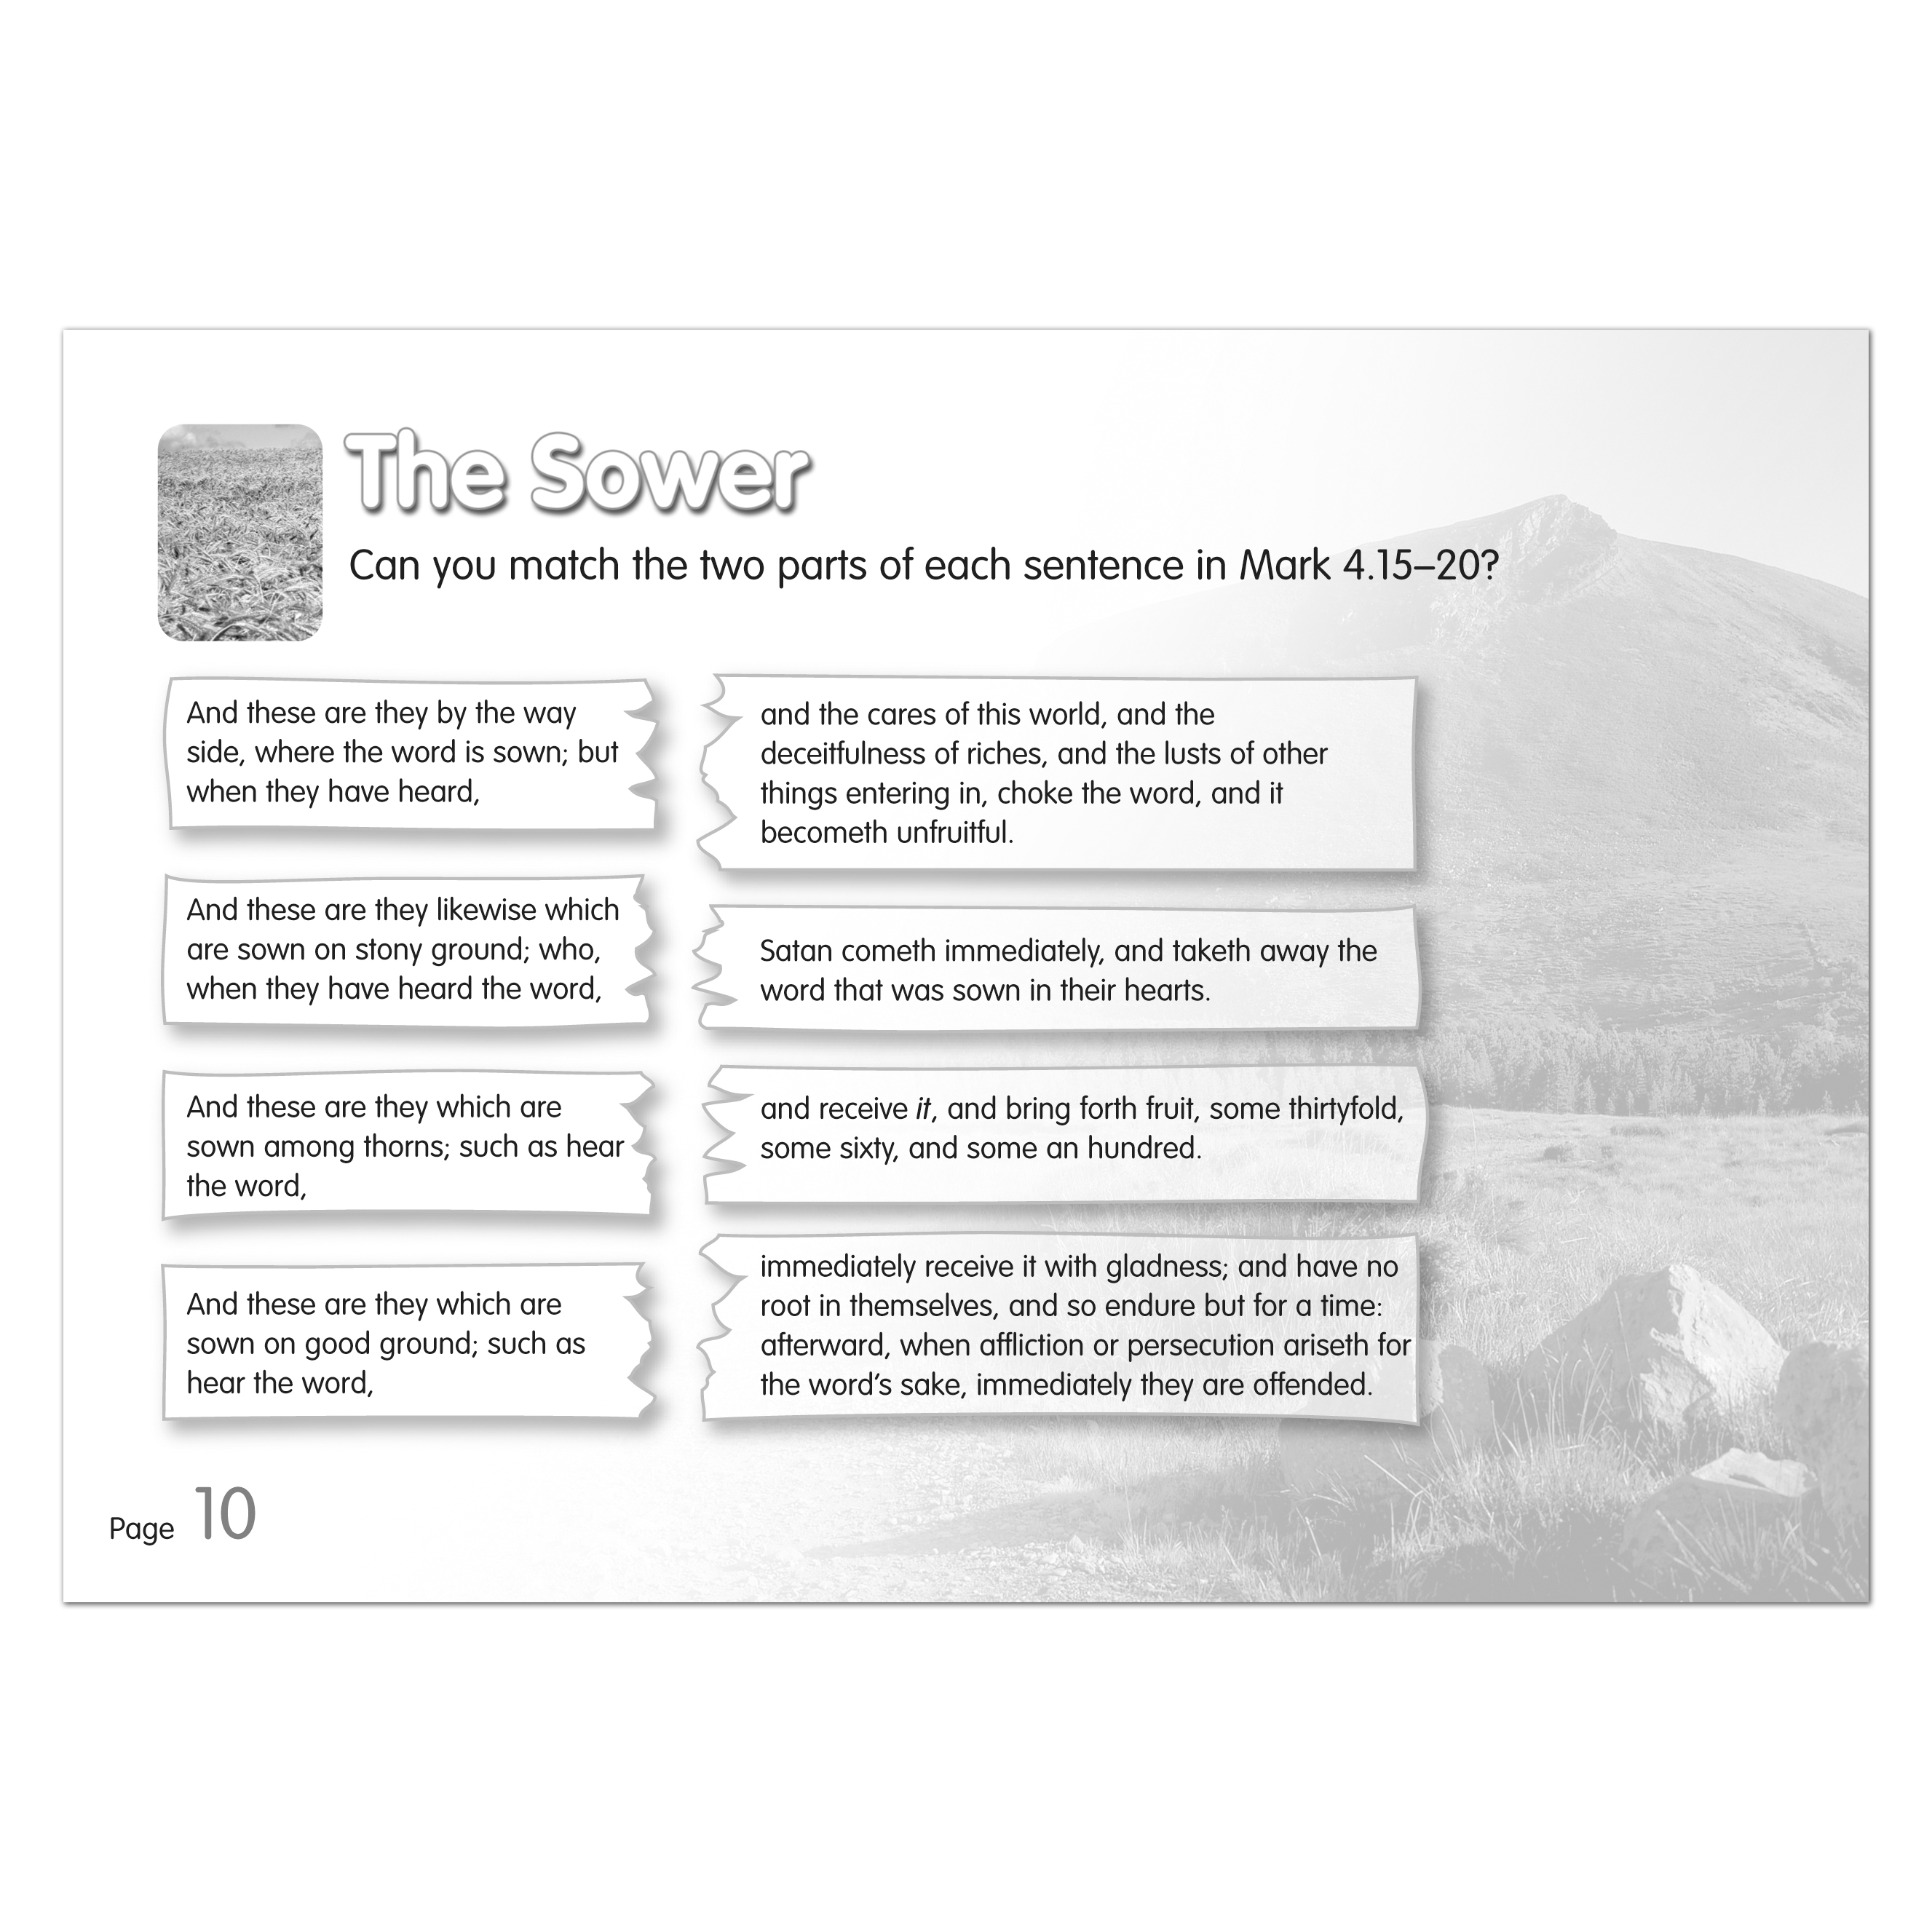 The Sower
Can you match the two parts of each sentence in Mark 4.15–20?
And these are they by the way
side, where the word is sown; but
when they have heard,
And these are they likewise which
are sown on stony ground; who,
when they have heard the word,
And these are they which are
sown among thorns; such as hear
the word,
And these are they which are
sown on good ground; such as
hear the word,
and the cares of this world, and the
deceitfulness of riches, and the lusts of other
things entering in, choke the word, and it
becometh unfruitful.
Satan cometh immediately, and taketh away the
word that was sown in their hearts.
and receive it, and bring forth fruit, some thirtyfold,
some sixty, and some an hundred.
immediately receive it with gladness; and have no
root in themselves, and so endure but for a time:
afterward, when affliction or persecution ariseth for
the word's sake, immediately they are offended.
Page 10